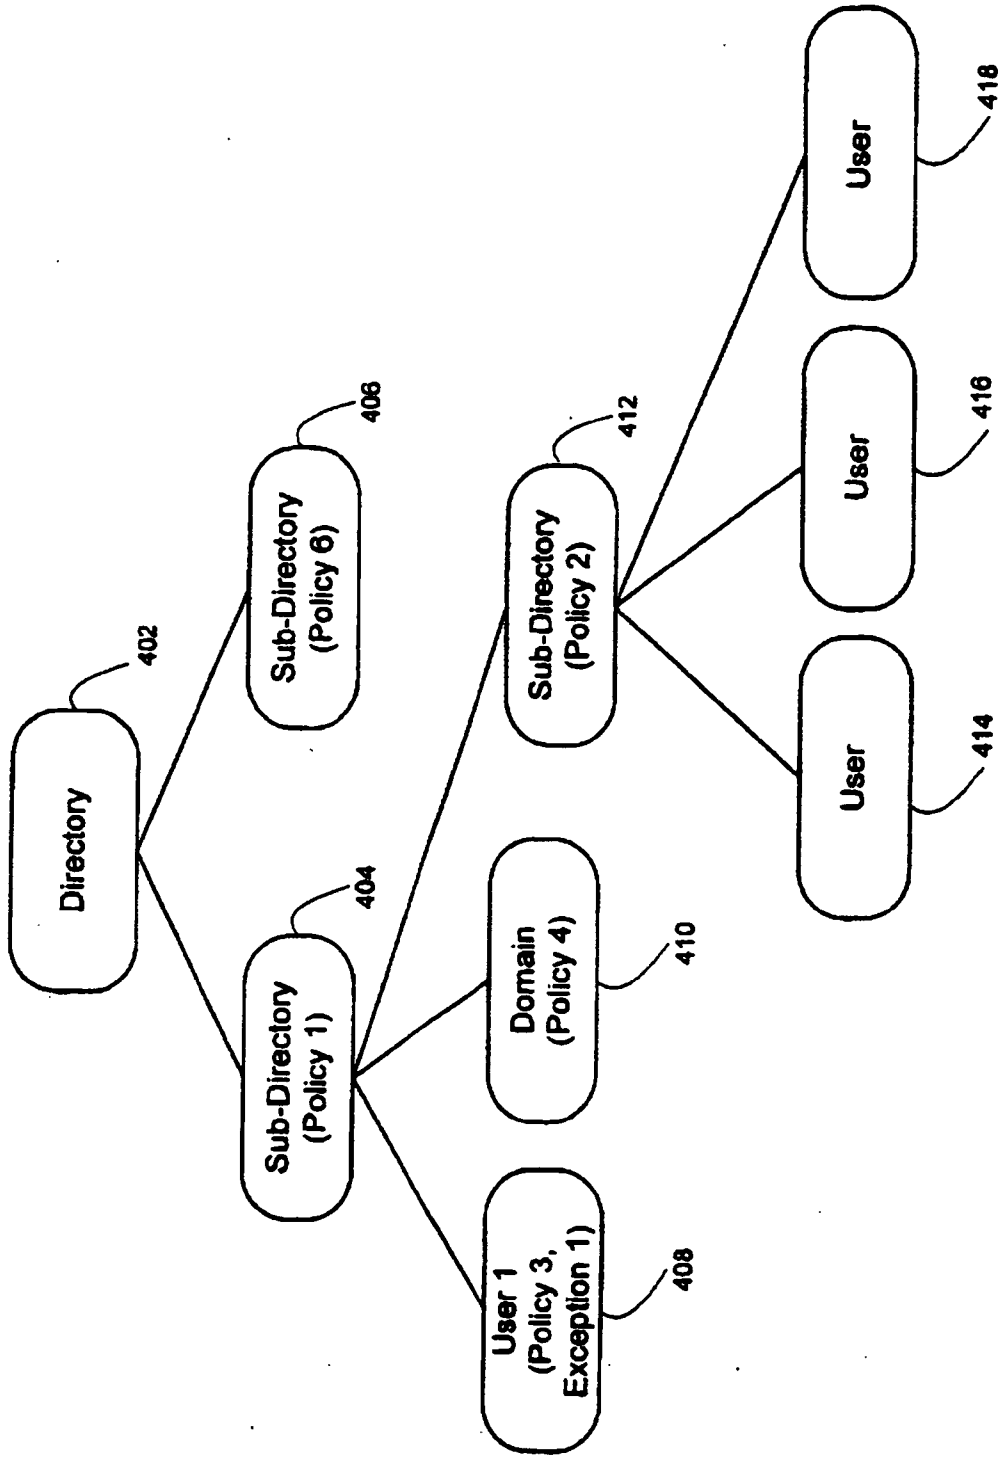 Directory
402
Sub-Directory
(Policy 1)
404
Sub-Directory
(Policy 6)
406
User 1
(Policy 3,
Exception 1)
408
Domain
(Policy 4)
410
Sub-Directory
(Policy 2)
412
User
414
User
416
User
418